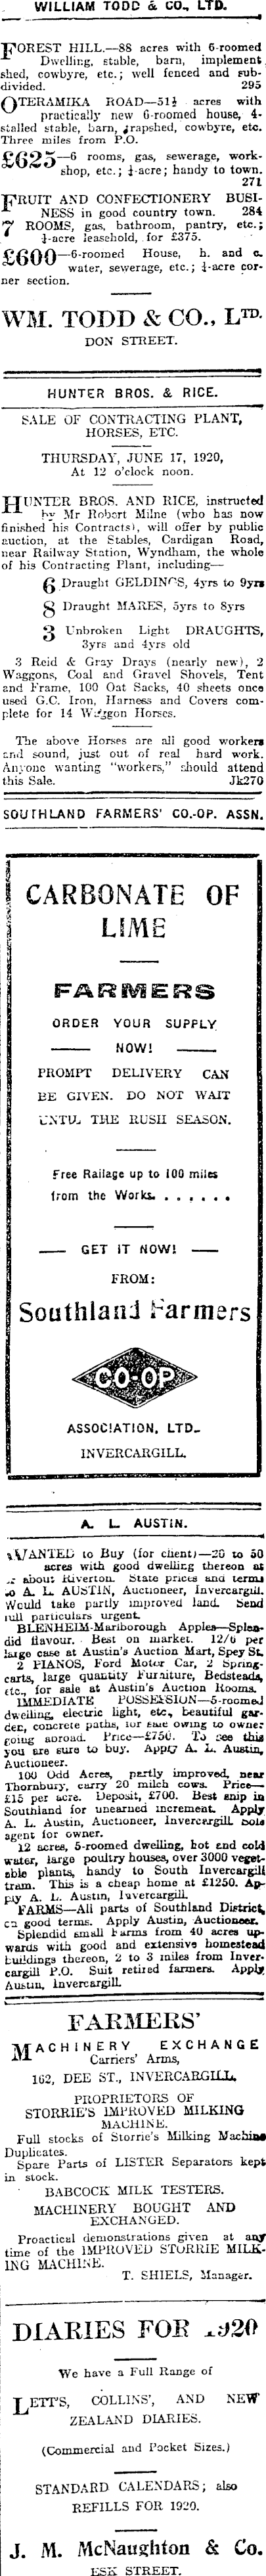 WILLIAM TODD & CO., LTD.
FOREST HILL.—88 acres with 6-roomed
Dwelling, stable, barn, implement
shed, cowbyre, etc.; well fenced and sub-
divided. 295
OTERAMIKA ROAD—51½ acres with
practically new 6-roomed house, 4-
stalled stable, barn, trapshed, cowbyre, etc.
Three miles from P.O.
£625—6 rooms, gas, sewerage, work-
shop, etc.; ¼-acre; handy to town.
271
FRUIT AND CONFECTIONERY BUSI-
NESS in good country town. 284
7 ROOMS, gas, bathroom, pantry, etc.;
¼-acre leasehold, for £375.
£600—6-roomed House, h. and c.
water, sewerage, etc.; ¼-acre cor-
ner section.
WM. TODD & CO., LTD.
DON STREET.
HUNTER BROS. & RICE.
SALE OF CONTRACTING PLANT,
HORSES, ETC.
THURSDAY, JUNE 17, 1920,
At 12 o'clock noon.
HUNTER BROS. AND RICE, instructed
by Mr Robert Milne (who has now
finished his Contracts), will offer by public
auction, at the Stables, Cardigan Road,
near Railway Station, Wyndham, the whole
of his Contracting Plant, including—
6 Draught GELDINGS, 4yrs to 9yrs
8 Draught MARES, 5yrs to 8yrs
3 Unbroken Light DRAUGHTS,
3yrs and 4yrs old
3 Reid & Gray Drays (nearly new), 2
Waggons, Coal and Gravel Shovels, Tent
and Frame, 100 Oat Sacks, 40 sheets once
used G.C. Iron, Harness and Covers com-
plete for 14 Waggon Horses.
The above Horses are all good workers
and sound, just out of real hard work.
Anyone wanting "workers," should attend
this Sale. Jk270
SOUTHLAND FARMERS' CO.-OP. ASSN.
CARBONATE OF
LIME
FARMERS
ORDER YOUR SUPPLY
NOW!
PROMPT DELIVERY CAN
BE GIVEN. DO NOT WAIT
UNTIL THE RUSH SEASON.
Free Railage up to 100 miles
from the Works. . . . . . .
GET IT NOW!
FROM:
Southland Farmers
CO-OP
ASSOCIATION, LTD.
INVERCARGILL.
A. L. AUSTIN.
WANTED to Buy (for client)—20 to 50
acres with good dwelling thereon at
or about Riverton. State prices and terms
to A. L. AUSTIN, Auctioneer, Invercargill.
Would take partly improved land. Send
full particulars urgent.
BLENHEIM-Marlborough Apples—Splen-
did flavour. Best on market. 12/6 per
large case at Austin's Auction Mart, Spey St.
2 PIANOS, Ford Motor Car, 2 Spring-
carts, large quantity Furniture, Bedsteads,
etc., for sale at Austin's Auction Rooms.
IMMEDIATE POSSESSION—5-roomed
dwelling, electric light, etc., beautiful gar-
den, concrete paths, for sale owing to owner
going abroad. Price—£750. To see this
you are sure to buy. Apply A. L. Austin,
Auctioneer.
100 Odd Acres, partly improved, near
Thornbury, carry 20 milch cows. Price—
£15 per acre. Deposit, £700. Best snip in
Southland for unearned increment. Apply
A. L. Austin, Auctioneer, Invercargill, sole
agent for owner.
12 acres, 5-roomed dwelling, hot and cold
water, large poultry houses, over 3000 veget-
able plants, handy to South Invercargill
tram. This is a cheap home at £1250. Ap-
ply A. L. Austin, Invercargill.
FARMS—All parts of Southland District,
on good terms. Apply Austin, Auctioneer.
Splendid small Farms from 40 acres up-
wards with good and extensive homestead
buildings thereon, 2 to 3 miles from Inver-
cargill P.O. Suit retired farmers. Apply
Austin, Invercargill.
FARMERS'
MACHINERY EXCHANGE
Carriers' Arms,
162, DEE ST., INVERCARGILL.
PROPRIETORS OF
STORRIE'S IMPROVED MILKING
MACHINE.
Full stocks of Storrie's Milking Machine
Duplicates.
Spare Parts of LISTER Separators kept
in stock.
BABCOCK MILK TESTERS.
MACHINERY BOUGHT AND
EXCHANGED.
Proactical demonstrations given at any
time of the IMPROVED STORRIE MILK-
ING MACHINE.
T. SHIELS, Manager.
DIARIES FOR 1920
We have a Full Range of
LETT'S, COLLINS', AND NEW
ZEALAND DIARIES.
(Commercial and Pocket Sizes.)
STANDARD CALENDARS; also
REFILLS FOR 1920.
J. M. McNaughton & Co.
ESK STREET.